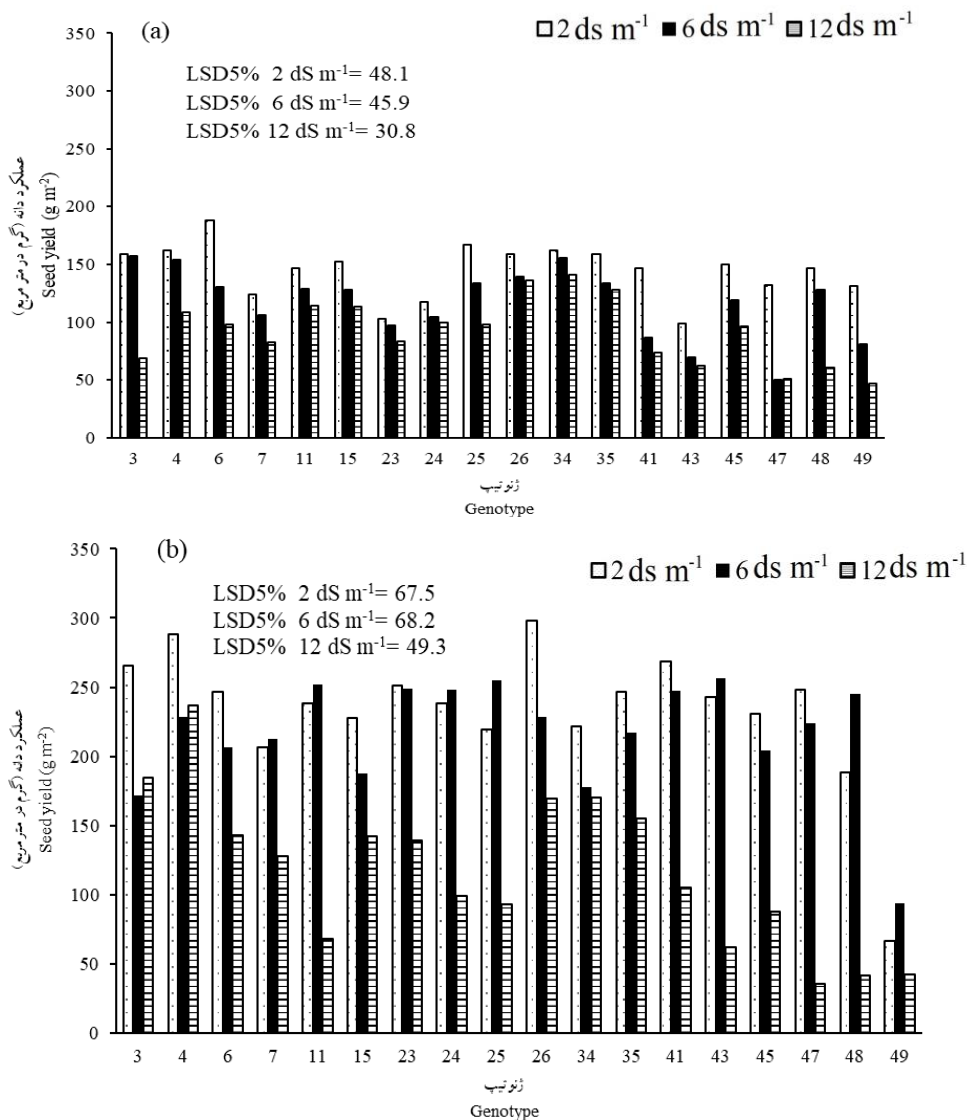 (a)
2 ds m⁻¹ 6 ds m⁻¹ 12 ds m⁻¹
LSD5% 2 dS m⁻¹= 48.1
LSD5% 6 dS m⁻¹= 45.9
LSD5% 12 dS m⁻¹= 30.8
350
300
250
200
150
100
50
0
عملکرد دانه (گرم در متر مربع)
Seed yield (g m⁻²)
3 4 6 7 11 15 23 24 25 26 34 35 41 43 45 47 48 49
ژنوتیپ
Genotype
(b)
2 ds m⁻¹ 6 ds m⁻¹ 12 ds m⁻¹
LSD5% 2 dS m⁻¹= 67.5
LSD5% 6 dS m⁻¹= 68.2
LSD5% 12 dS m⁻¹= 49.3
350
300
250
200
150
100
50
0
عملکرد دانه (گرم در متر مربع)
Seed yield (g m⁻²)
3 4 6 7 11 15 23 24 25 26 34 35 41 43 45 47 48 49
ژنوتیپ
Genotype